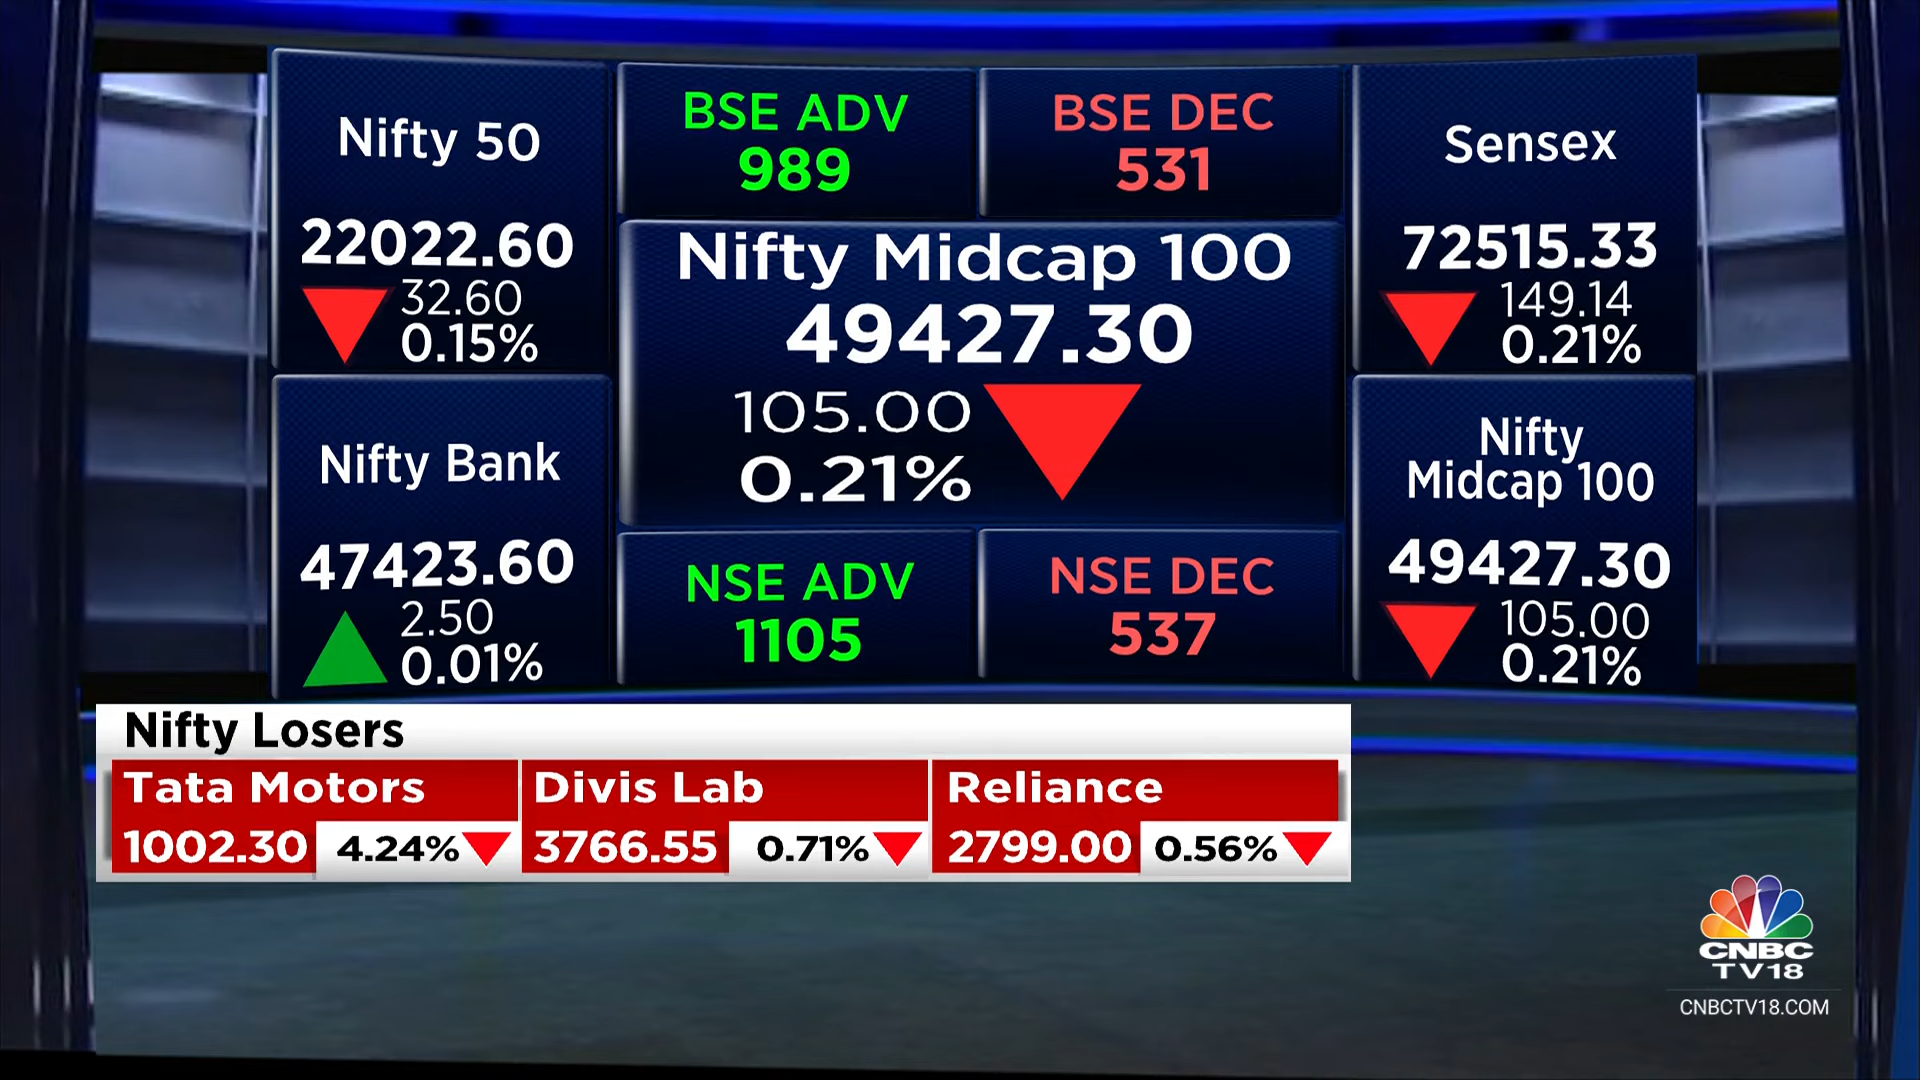 Nifty 50
22022.60
32.60
0.15%
BSE ADV
989
BSE DEC
531
Sensex
72515.33
149.14
0.21%
Nifty Midcap 100
49427.30
105.00
0.21%
Nifty Bank
47423.60
2.50
0.01%
NSE ADV
1105
NSE DEC
537
Nifty
Midcap 100
49427.30
105.00
0.21%
Nifty Losers
Tata Motors
1002.30 4.24%
Divis Lab
3766.55 0.71%
Reliance
2799.00 0.56%
CNBC
TV18
CNBCTV18.COM